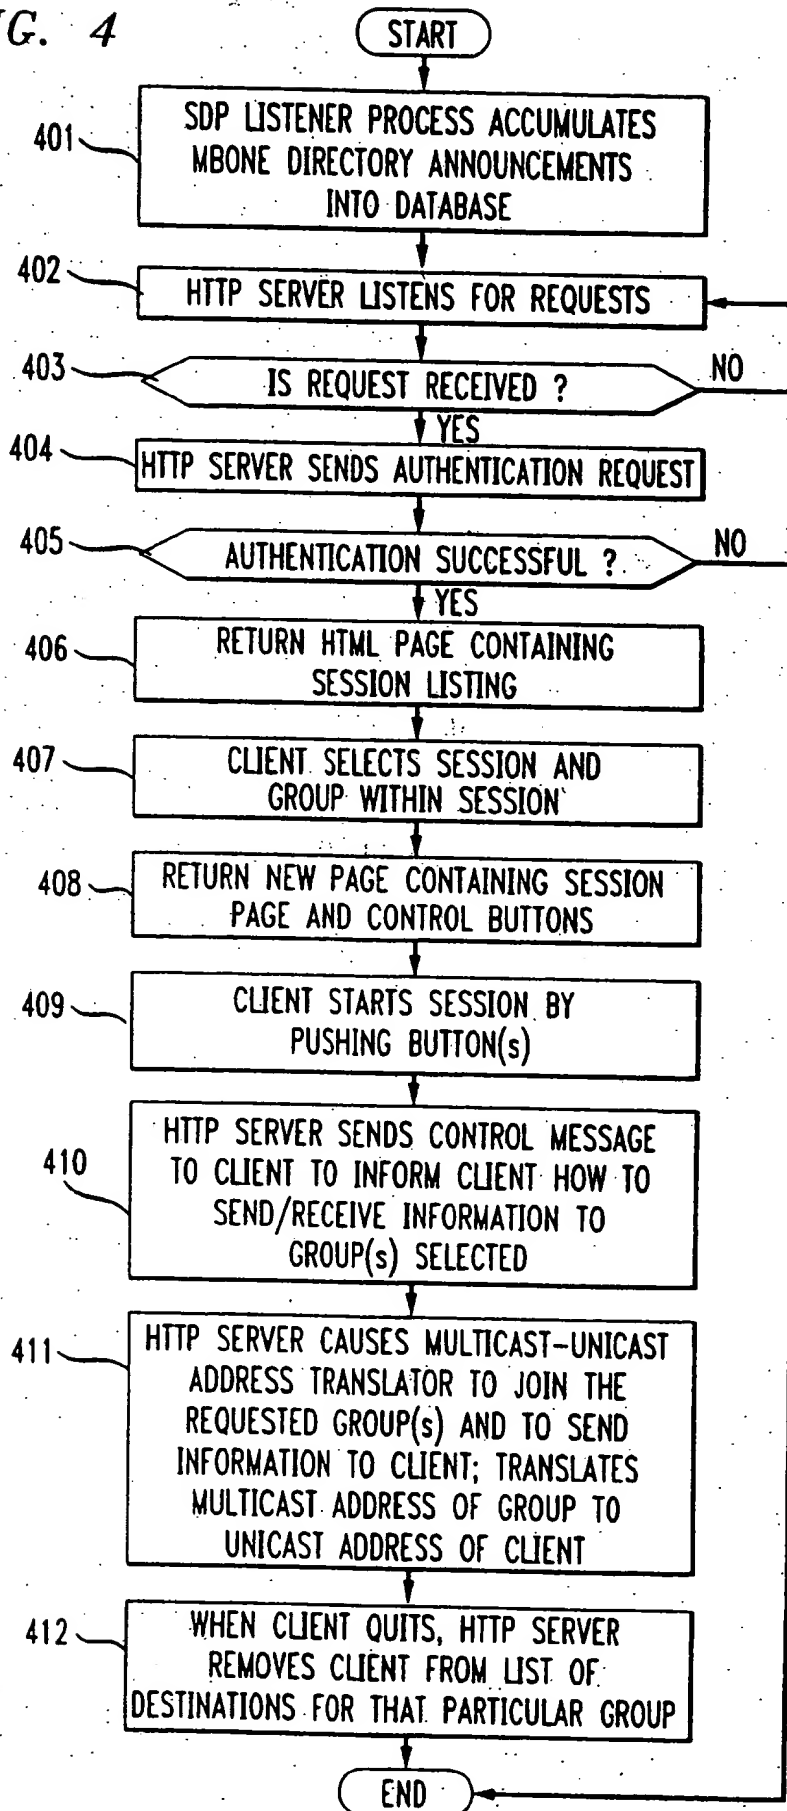 G. 4
START
401
SDP LISTENER PROCESS ACCUMULATES
MBONE DIRECTORY ANNOUNCEMENTS
INTO DATABASE
402
HTTP SERVER LISTENS FOR REQUESTS
403
IS REQUEST RECEIVED ?
NO
YES
404
HTTP SERVER SENDS AUTHENTICATION REQUEST
405
AUTHENTICATION SUCCESSFUL ?
NO
YES
406
RETURN HTML PAGE CONTAINING
SESSION LISTING
407
CLIENT SELECTS SESSION AND
GROUP WITHIN SESSION
408
RETURN NEW PAGE CONTAINING SESSION
PAGE AND CONTROL BUTTONS
409
CLIENT STARTS SESSION BY
PUSHING BUTTON(s)
410
HTTP SERVER SENDS CONTROL MESSAGE
TO CLIENT TO INFORM CLIENT HOW TO
SEND/RECEIVE INFORMATION TO
GROUP(s) SELECTED
411
HTTP SERVER CAUSES MULTICAST-UNICAST
ADDRESS TRANSLATOR TO JOIN THE
REQUESTED GROUP(s) AND TO SEND
INFORMATION TO CLIENT; TRANSLATES
MULTICAST ADDRESS OF GROUP TO
UNICAST ADDRESS OF CLIENT
412
WHEN CLIENT QUITS, HTTP SERVER
REMOVES CLIENT FROM LIST OF
DESTINATIONS FOR THAT PARTICULAR GROUP
END